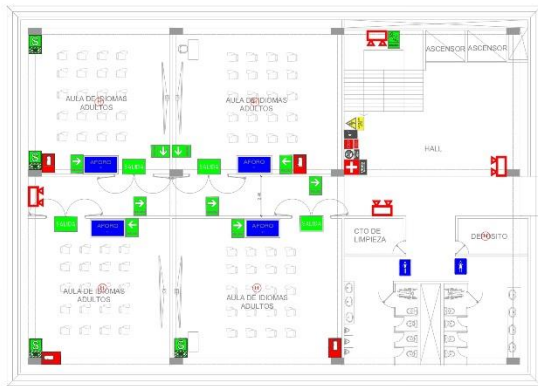 ASCENSOR
ASCENSOR
AULA DE IDIOMAS
ADULTOS
AULA DE IDIOMAS
ADULTOS
HALL
AFORO
SALIDA
SALIDA
AFORO
SALIDA
AFORO
AFORO
SALIDA
CTO DE
LIMPIEZA
DEPOSITO
AULA DE IDIOMAS
ADULTOS
AULA DE IDIOMAS
ADULTOS
S
S
S
S